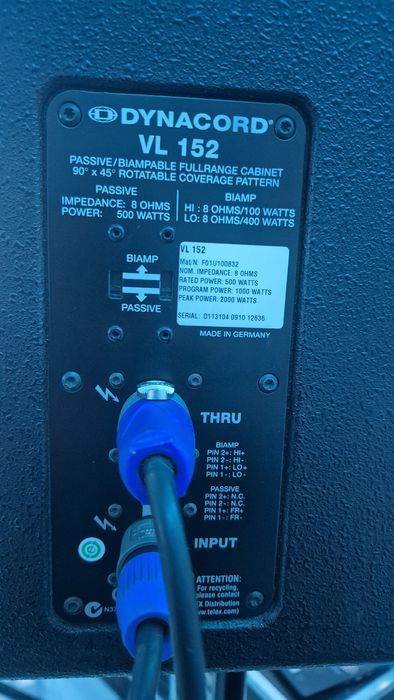 DYNACORD®
VL 152
PASSIVE/BIAMPABLE FULLRANGE CABINET
90° x 45° ROTATABLE COVERAGE PATTERN
PASSIVE
IMPEDANCE: 8 OHMS
POWER: 500 WATTS
BIAMP
HI : 8 OHMS/100 WATTS
LO: 8 OHMS/400 WATTS
BIAMP
PASSIVE
VL 152
Mat/N: F01U100832
NOM. IMPEDANCE: 8 OHMS
RATED POWER: 500 WATTS
PROGRAM POWER: 1000 WATTS
PEAK POWER: 2000 WATTS
SERIAL: D113104 0910 12836
MADE IN GERMANY
THRU
BIAMP
PIN 2+: HI+
PIN 2-: HI-
PIN 1+: LO+
PIN 1-: LO-
PASSIVE
PIN 2+: N.C.
PIN 2-: N.C.
PIN 1+: FR+
PIN 1-: FR-
INPUT
ATTENTION:
For recycling,
please contact
Distribution
telex.com)